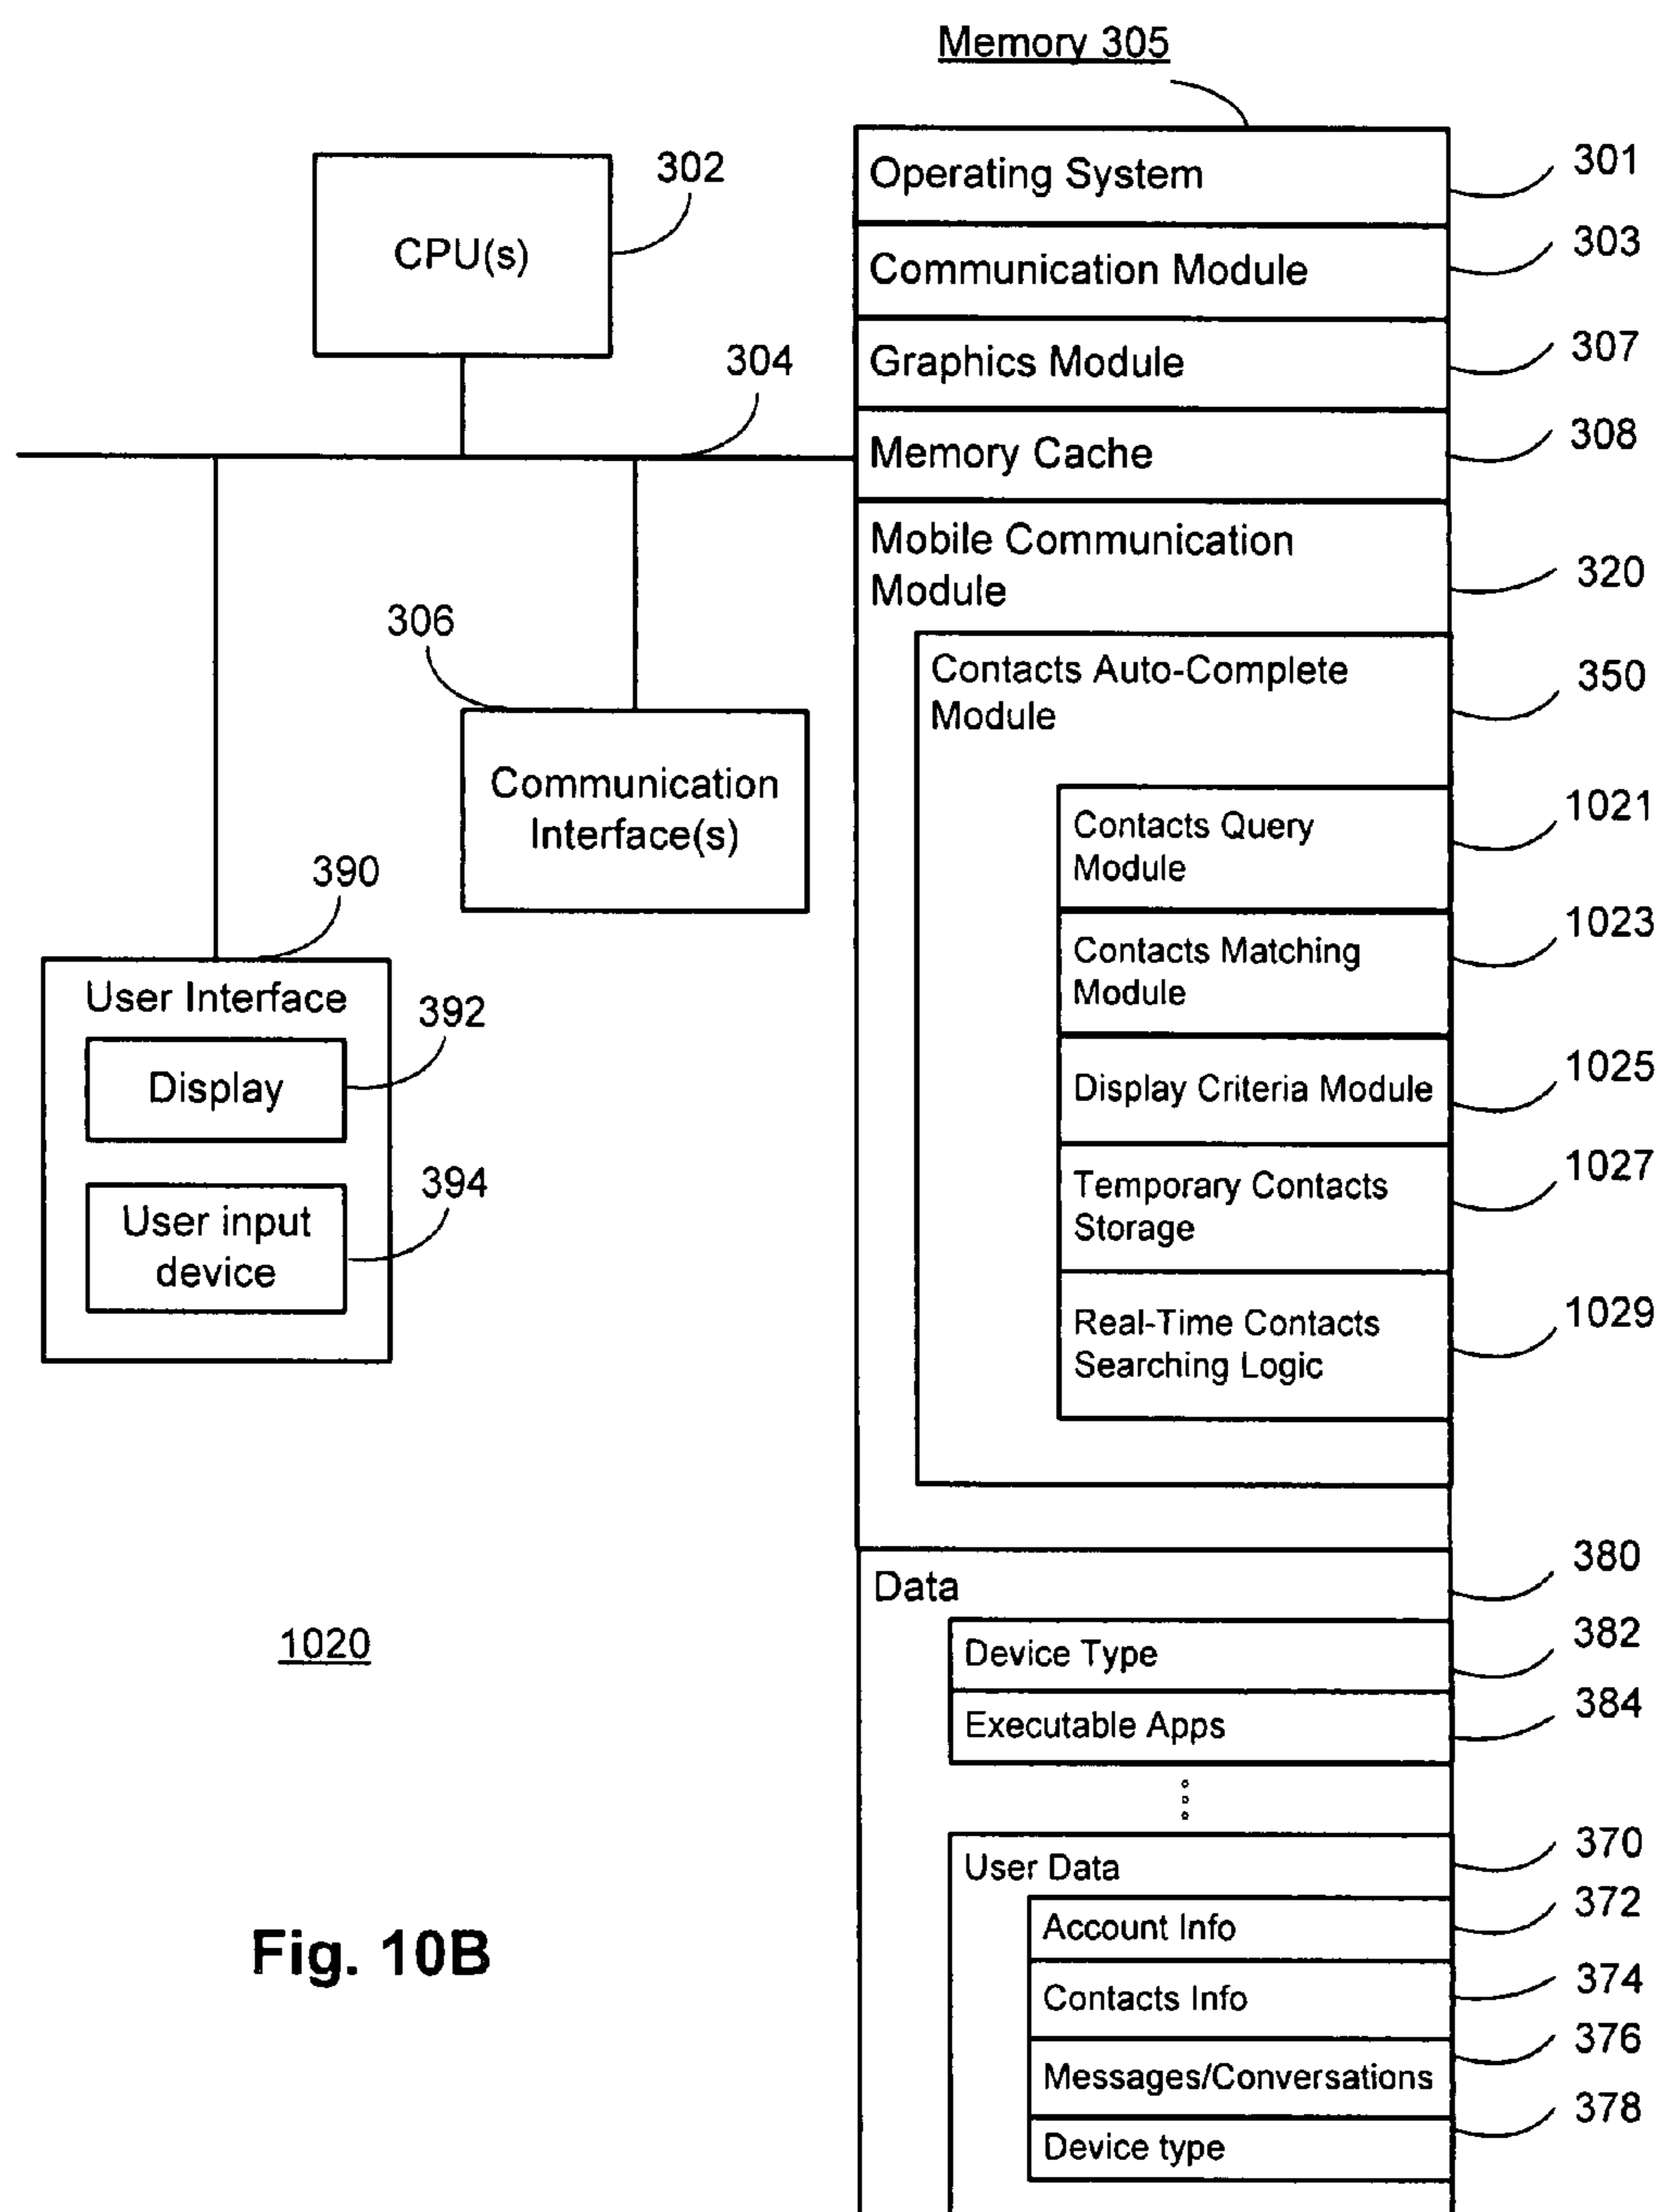 Memory 305
Operating System
301
302
CPU(s)
Communication Module
303
Graphics Module
307
304
Memory Cache
308
Mobile Communication
Module
320
306
Contacts Auto-Complete
Module
350
Communication
Interface(s)
Contacts Query
Module
1021
390
Contacts Matching
Module
1023
User Interface
392
Display
Display Criteria Module
1025
394
User input
device
Temporary Contacts
Storage
1027
Real-Time Contacts
Searching Logic
1029
Data
380
1020
Device Type
382
Executable Apps
384
User Data
370
Account Info
372
Fig. 10B
Contacts Info
374
Messages/Conversations
376
Device type
378